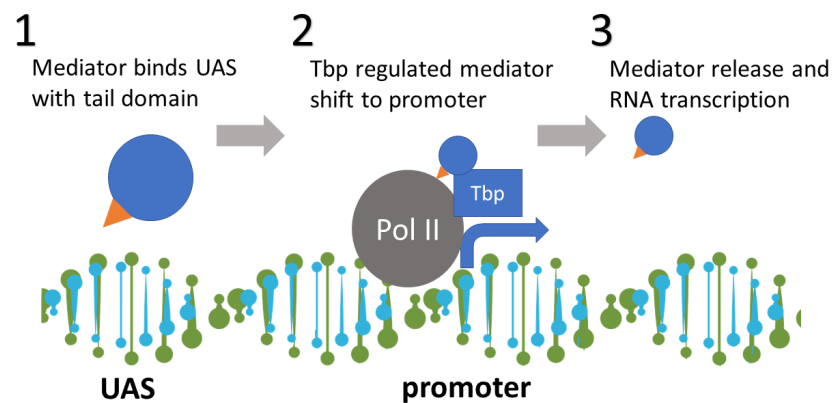 1
Mediator binds UAS
with tail domain
2
Tbp regulated mediator
shift to promoter
3
Mediator release and
RNA transcription
Tbp
Pol II
UAS
promoter